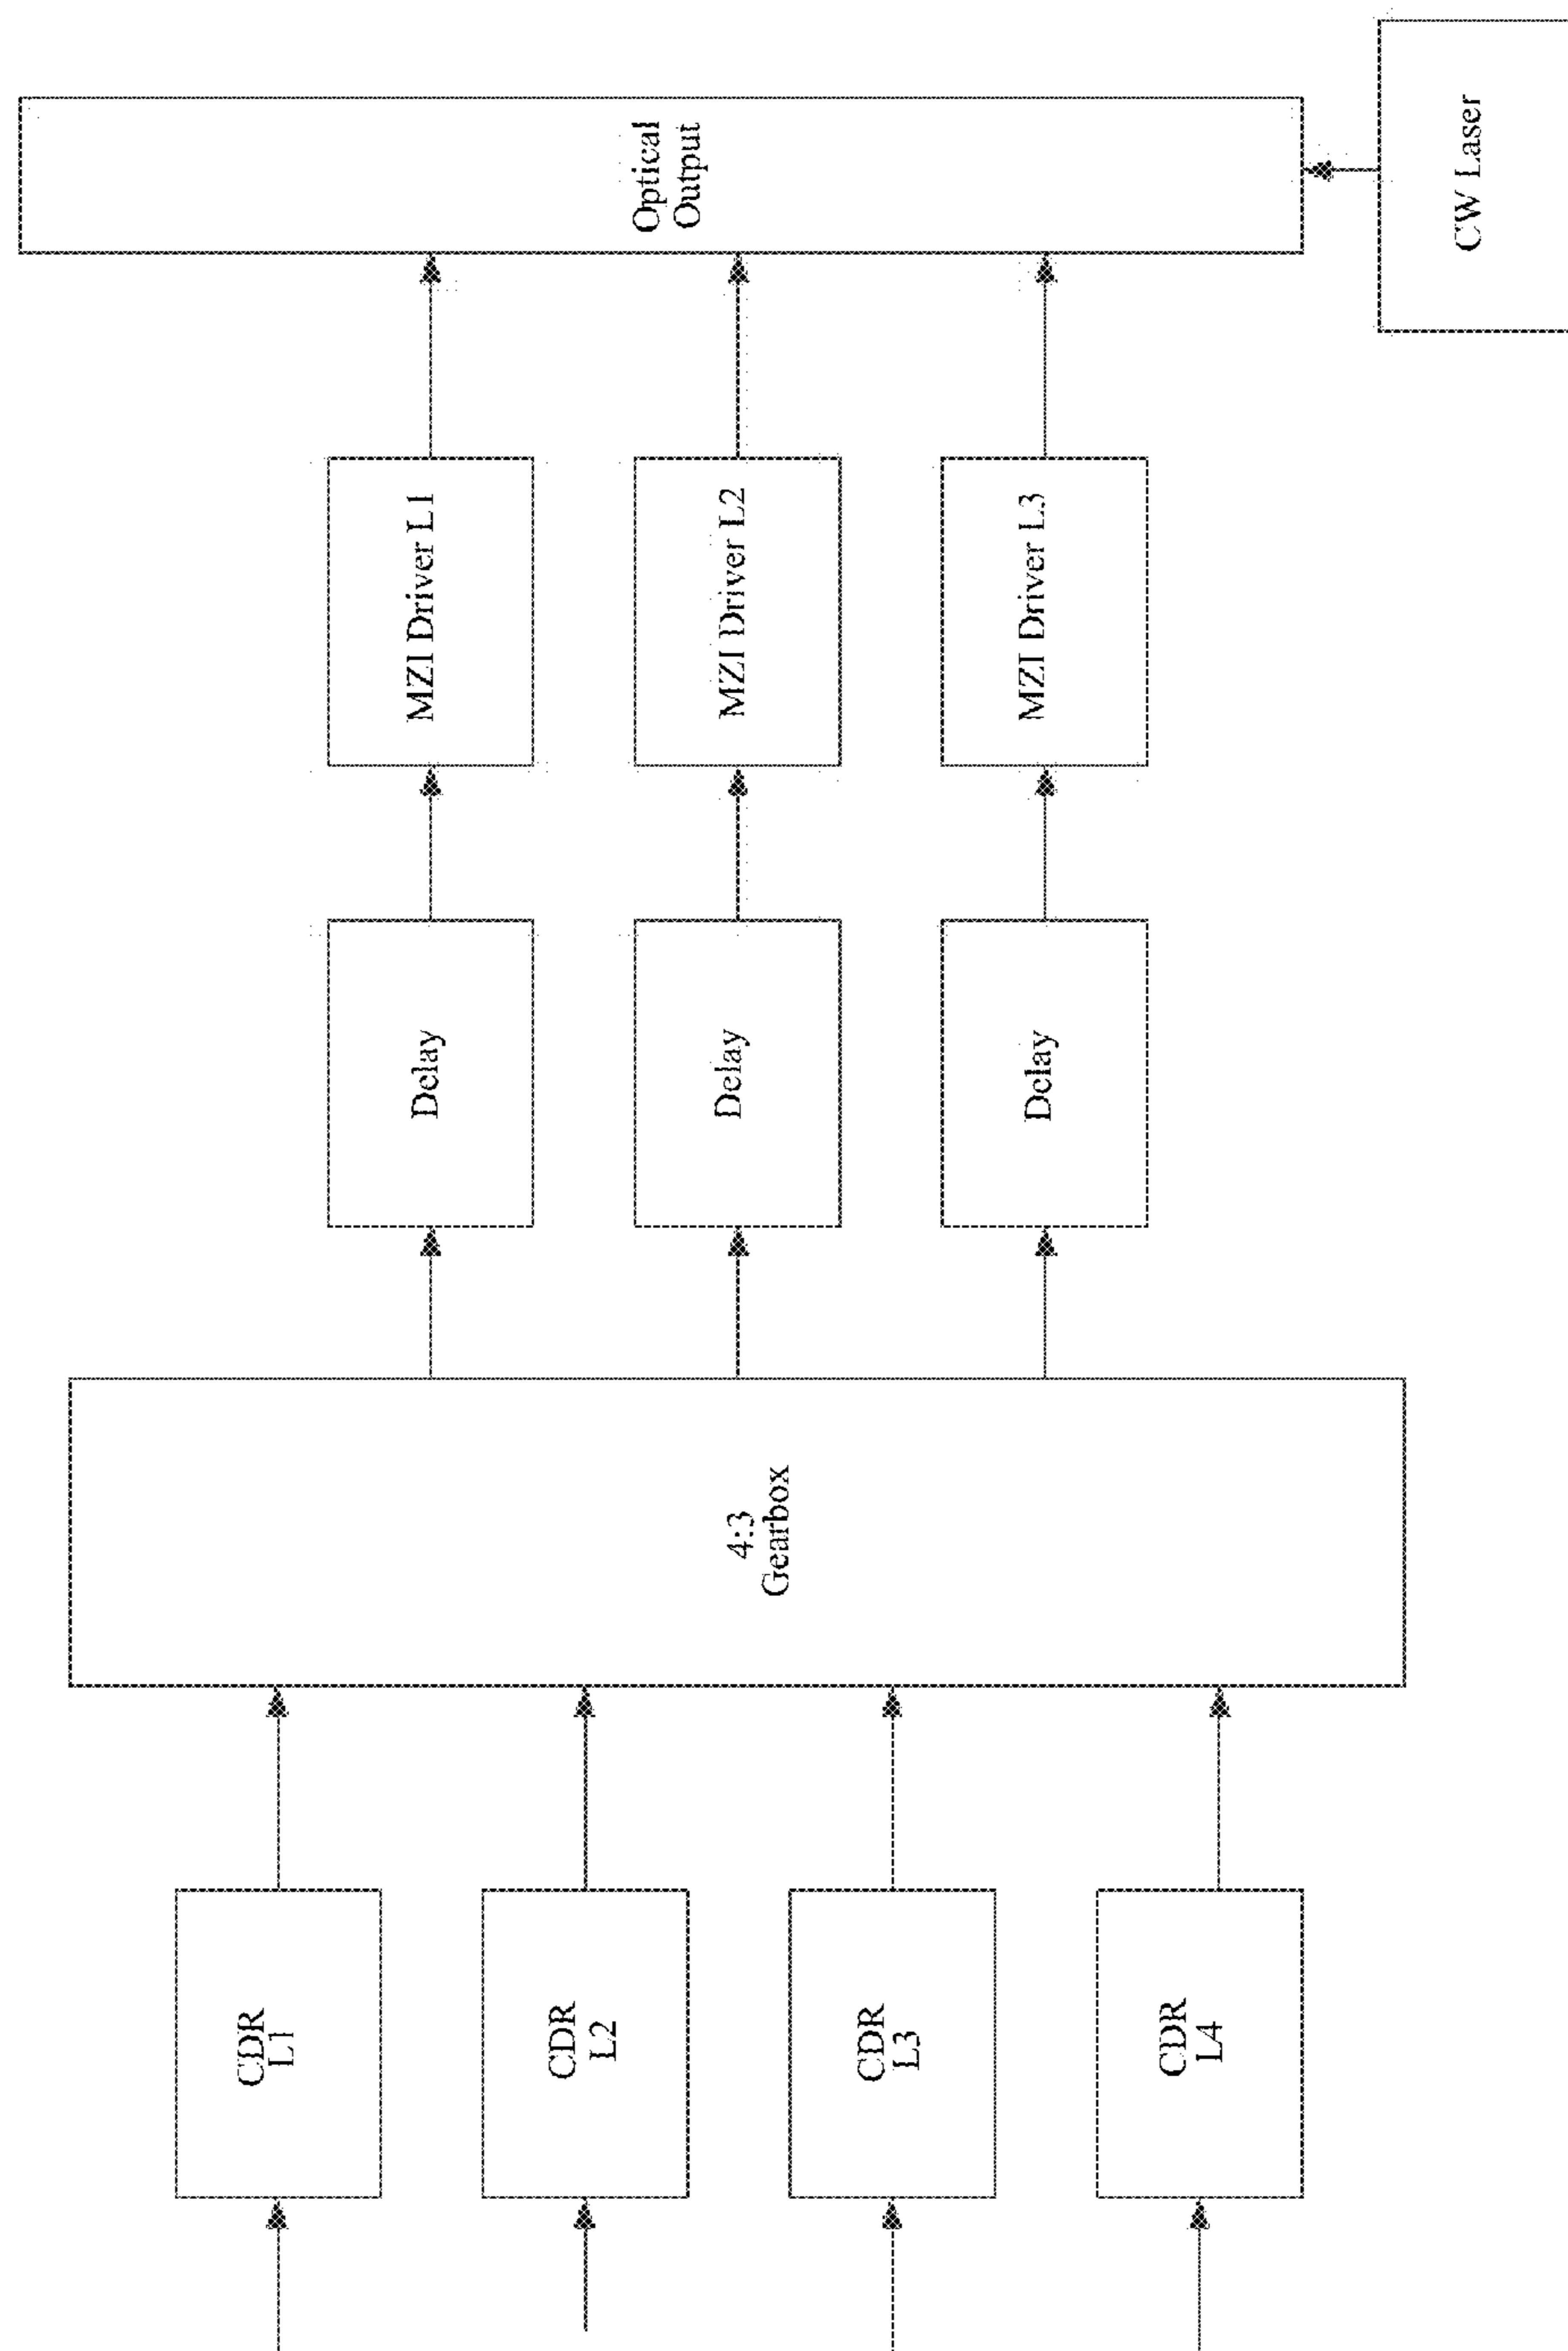 CDR
L1
CDR
L2
CDR
L3
CDR
L4
4:3
Gearbox
Delay
Delay
Delay
MZI Driver L1
MZI Driver L2
MZI Driver L3
Optical
Output
CW Laser